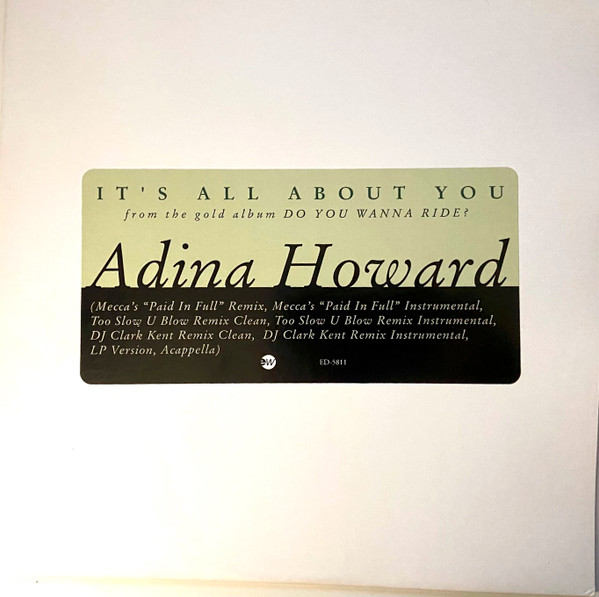 IT'S ALL ABOUT YOU
from the gold album DO YOU WANNA RIDE?
Adina Howard
(Mecca's “Paid In Full” Remix, Mecca's “Paid In Full” Instrumental,
Too Slow U Blow Remix Clean, Too Slow U Blow Remix Instrumental,
DJ Clark Kent Remix Clean, DJ Clark Kent Remix Instrumental,
LP Version, Acappella)
ew ED-5811